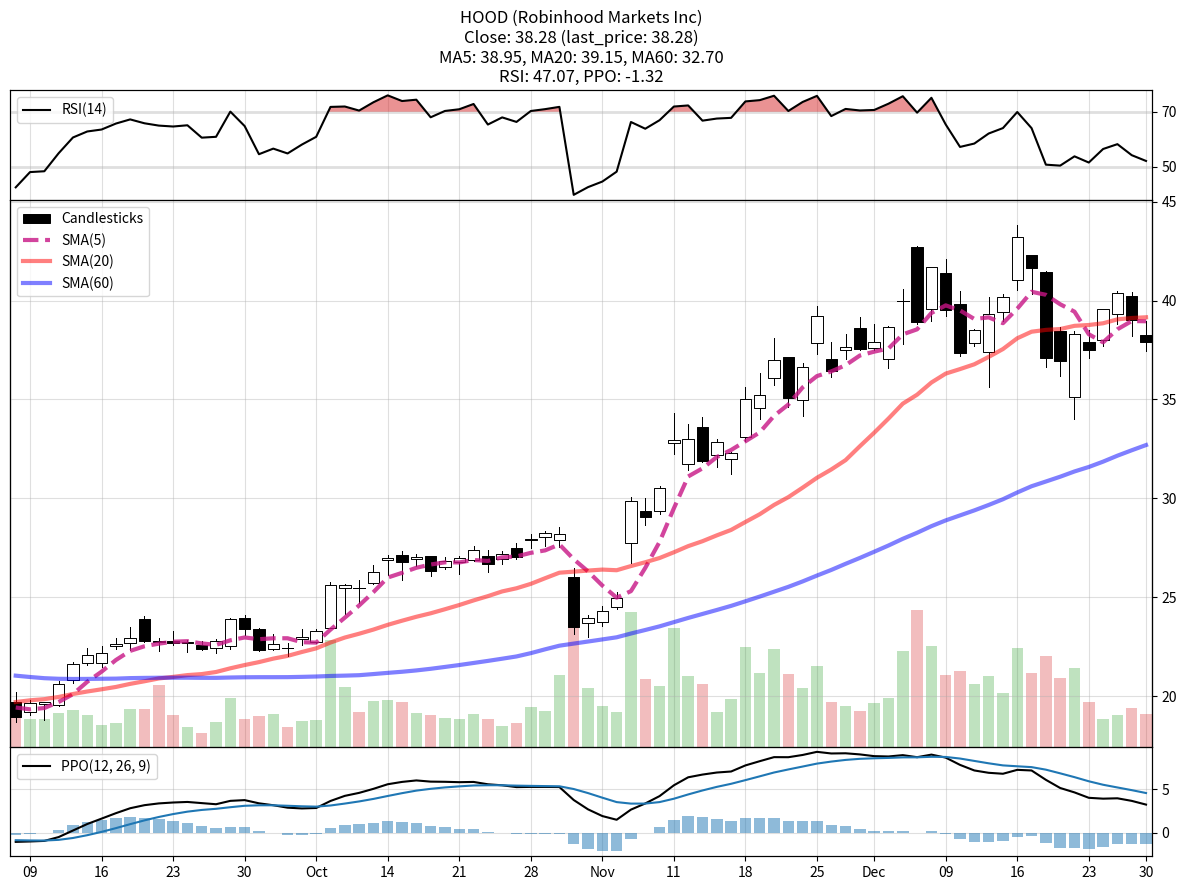 HOOD (Robinhood Markets Inc)
Close: 38.28 (last_price: 38.28)
MA5: 38.95, MA20: 39.15, MA60: 32.70
RSI: 47.07, PPO: -1.32
RSI(14)
70
50
Candlesticks
SMA(5)
SMA(20)
SMA(60)
45
40
35
30
25
20
PPO(12, 26, 9)
5
0
09 16 23 30 Oct 14 21 28 Nov 11 18 25 Dec 09 16 23 30